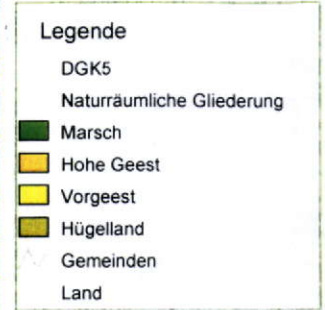 Legende
DGK5
Naturräumliche Gliederung
Marsch
Hohe Geest
Vorgeest
Hügelland
Gemeinden
Land